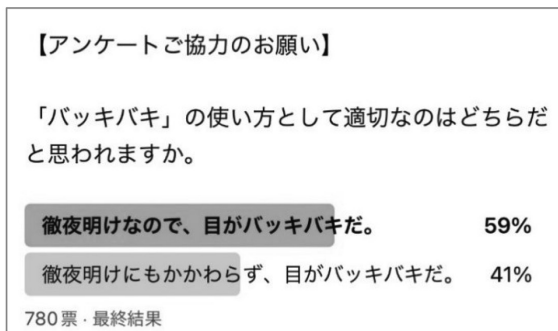 【アンケートご協力のお願い】
「バッキバキ」の使い方として適切なのはどちらだ
と思われますか。
徹夜明けなので、目がバッキバキだ。 59%
徹夜明けにもかかわらず、目がバッキバキだ。 41%
780票・最終結果